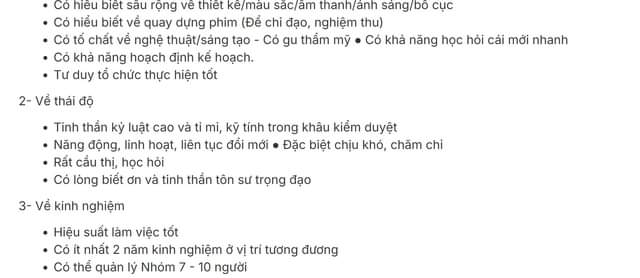 • Có hiểu biết sâu rộng về thiết kế/màu sắc/âm thanh/ánh sáng/bố cục
• Có hiểu biết về quay dựng phim (Để chỉ đạo, nghiệm thu)
• Có tố chất về nghệ thuật/sáng tạo - Có gu thẩm mỹ ● Có khả năng học hỏi cái mới nhanh
• Có khả năng hoạch định kế hoạch.
• Tư duy tổ chức thực hiện tốt
2- Về thái độ
• Tinh thần kỷ luật cao và tỉ mỉ, kỹ tính trong khâu kiểm duyệt
• Năng động, linh hoạt, liên tục đổi mới ● Đặc biệt chịu khó, chăm chỉ
• Rất cầu thị, học hỏi
• Có lòng biết ơn và tinh thần tôn sư trọng đạo
3- Về kinh nghiệm
• Hiệu suất làm việc tốt
• Có ít nhất 2 năm kinh nghiệm ở vị trí tương đương
• Có thể quản lý Nhóm 7 - 10 người